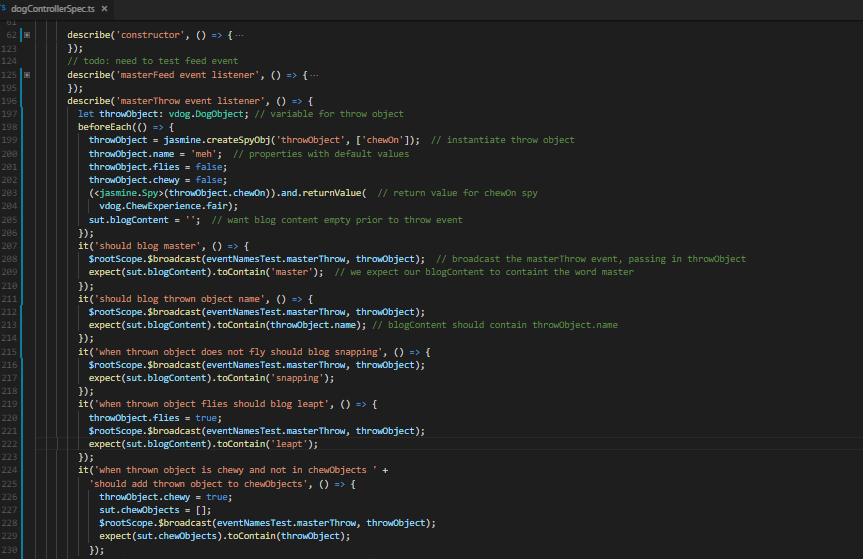 TS dogControllerSpec.ts ×
61
62 describe('constructor', () => { ...
123 });
124 // todo: need to test feed event
125 describe('masterFeed event listener', () => { ...
195 });
196 describe('masterThrow event listener', () => {
197 let throwObject: vdog.DogObject; // variable for throw object
198 beforeEach(() => {
199 throwObject = jasmine.createSpyObj('throwObject', ['chewOn']); // instantiate throw object
200 throwObject.name = 'meh'; // properties with default values
201 throwObject.flies = false;
202 throwObject.chewy = false;
203 (<jasmine.Spy>(throwObject.chewOn)).and.returnValue( // return value for chewOn spy
204 vdog.ChewExperience.fair);
205 sut.blogContent = ''; // want blog content empty prior to throw event
206 });
207 it('should blog master', () => {
208 $rootScope.$broadcast(eventNamesTest.masterThrow, throwObject); // broadcast the masterThrow event, passing in throwObject
209 expect(sut.blogContent).toContain('master'); // we expect our blogContent to containt the word master
210 });
211 it('should blog thrown object name', () => {
212 $rootScope.$broadcast(eventNamesTest.masterThrow, throwObject);
213 expect(sut.blogContent).toContain(throwObject.name); // blogContent should contain throwObject.name
214 });
215 it('when thrown object does not fly should blog snapping', () => {
216 $rootScope.$broadcast(eventNamesTest.masterThrow, throwObject);
217 expect(sut.blogContent).toContain('snapping');
218 });
219 it('when thrown object flies should blog leapt', () => {
220 throwObject.flies = true;
221 $rootScope.$broadcast(eventNamesTest.masterThrow, throwObject);
222 expect(sut.blogContent).toContain('leapt');
223 });
224 it('when thrown object is chewy and not in chewObjects ' +
225 'should add thrown object to chewObjects', () => {
226 throwObject.chewy = true;
227 sut.chewObjects = [];
228 $rootScope.$broadcast(eventNamesTest.masterThrow, throwObject);
229 expect(sut.chewObjects).toContain(throwObject);
230 });